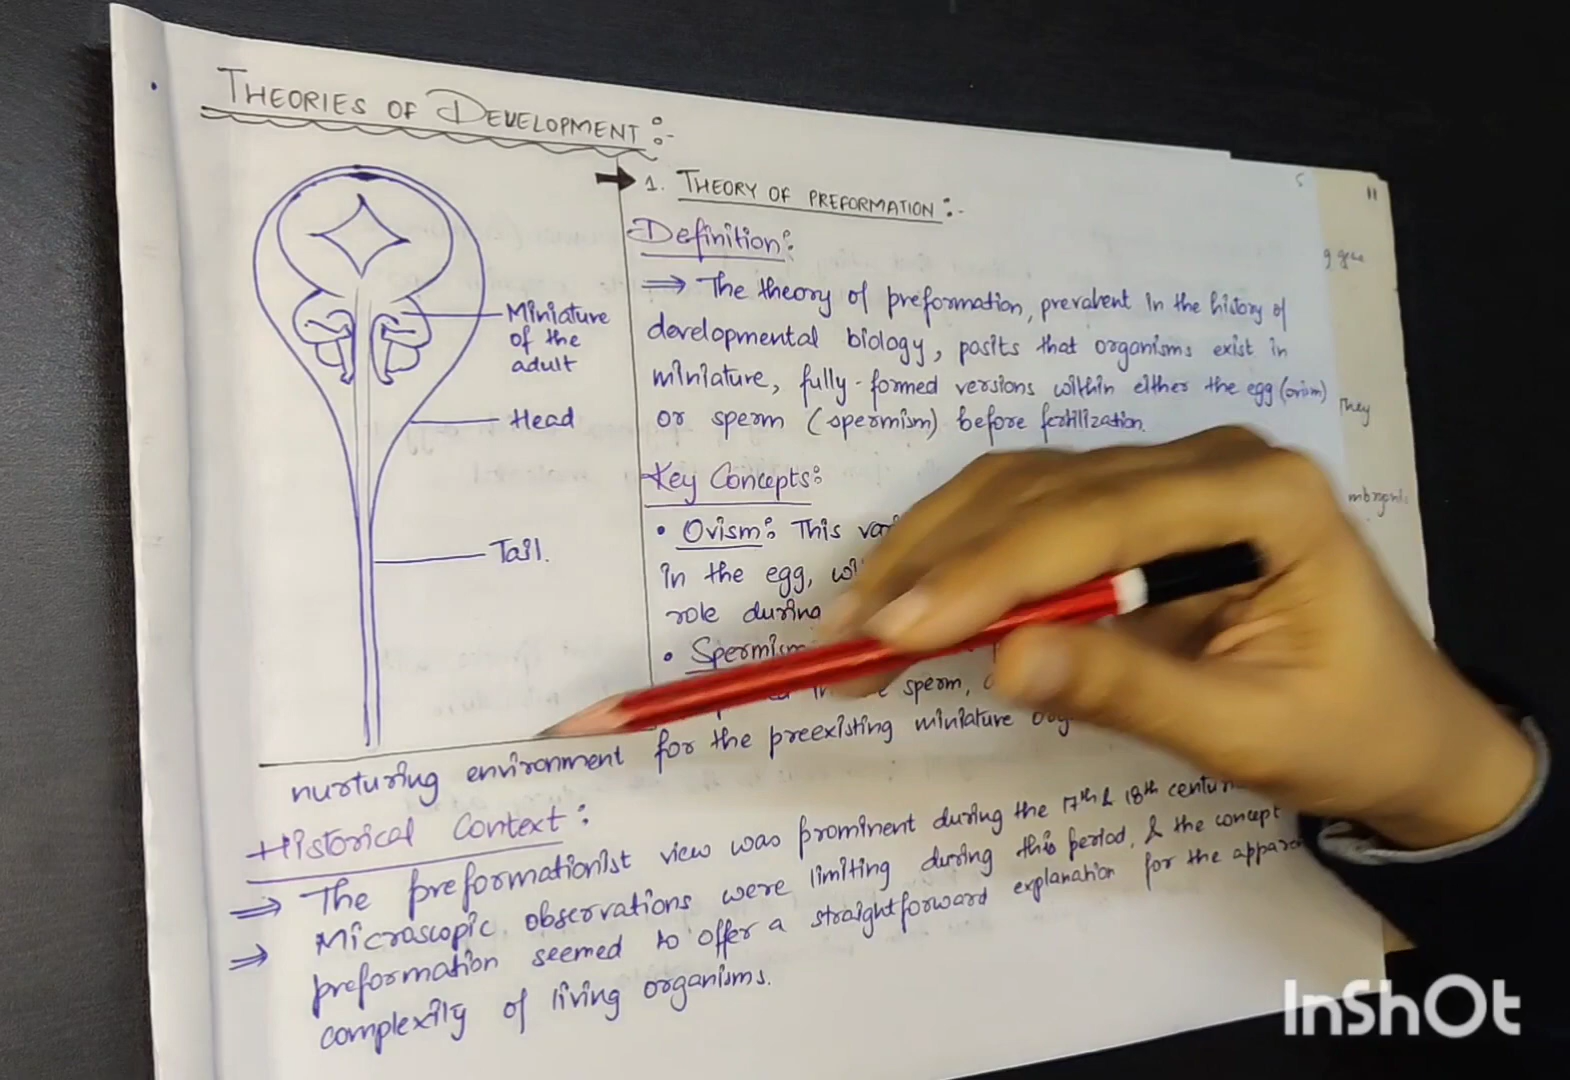 THEORIES OF DEVELOPMENT:-
1. THEORY OF PREFORMATION:-
Definition:
⇒ The theory of preformation, prevalent in the history of
developmental biology, posits that organisms exist in
miniature, fully-formed versions within either the egg (ovism)
or sperm (spermism) before fertilization.
Miniature
of the
adult
Head
Tail.
Key Concepts:
• Ovism: This
in the egg,
role during
• Spermism
sperm,
nurturing environment for the preexisting miniature
Historical Context:
⇒ The preformationist view was prominent during the 17th & 18th
⇒ Microscopic observations were limiting during this period, & the concept
preformation seemed to offer a straightforward explanation for the
complexity of living organisms.
They
InShOt